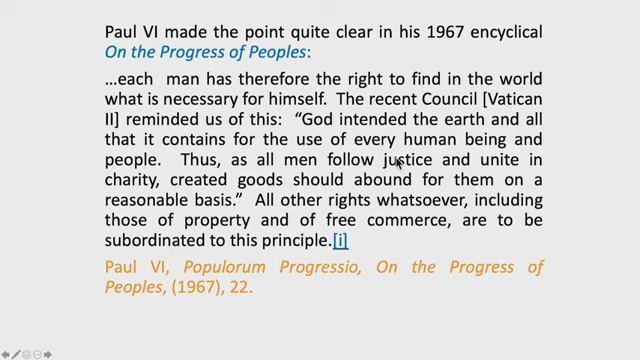 Paul VI made the point quite clear in his 1967 encyclical
On the Progress of Peoples:
…each man has therefore the right to find in the world
what is necessary for himself. The recent Council [Vatican
II] reminded us of this: “God intended the earth and all
that it contains for the use of every human being and
people. Thus, as all men follow justice and unite in
charity, created goods should abound for them on a
reasonable basis.” All other rights whatsoever, including
those of property and of free commerce, are to be
subordinated to this principle.[i]
Paul VI, Populorum Progressio, On the Progress of
Peoples, (1967), 22.